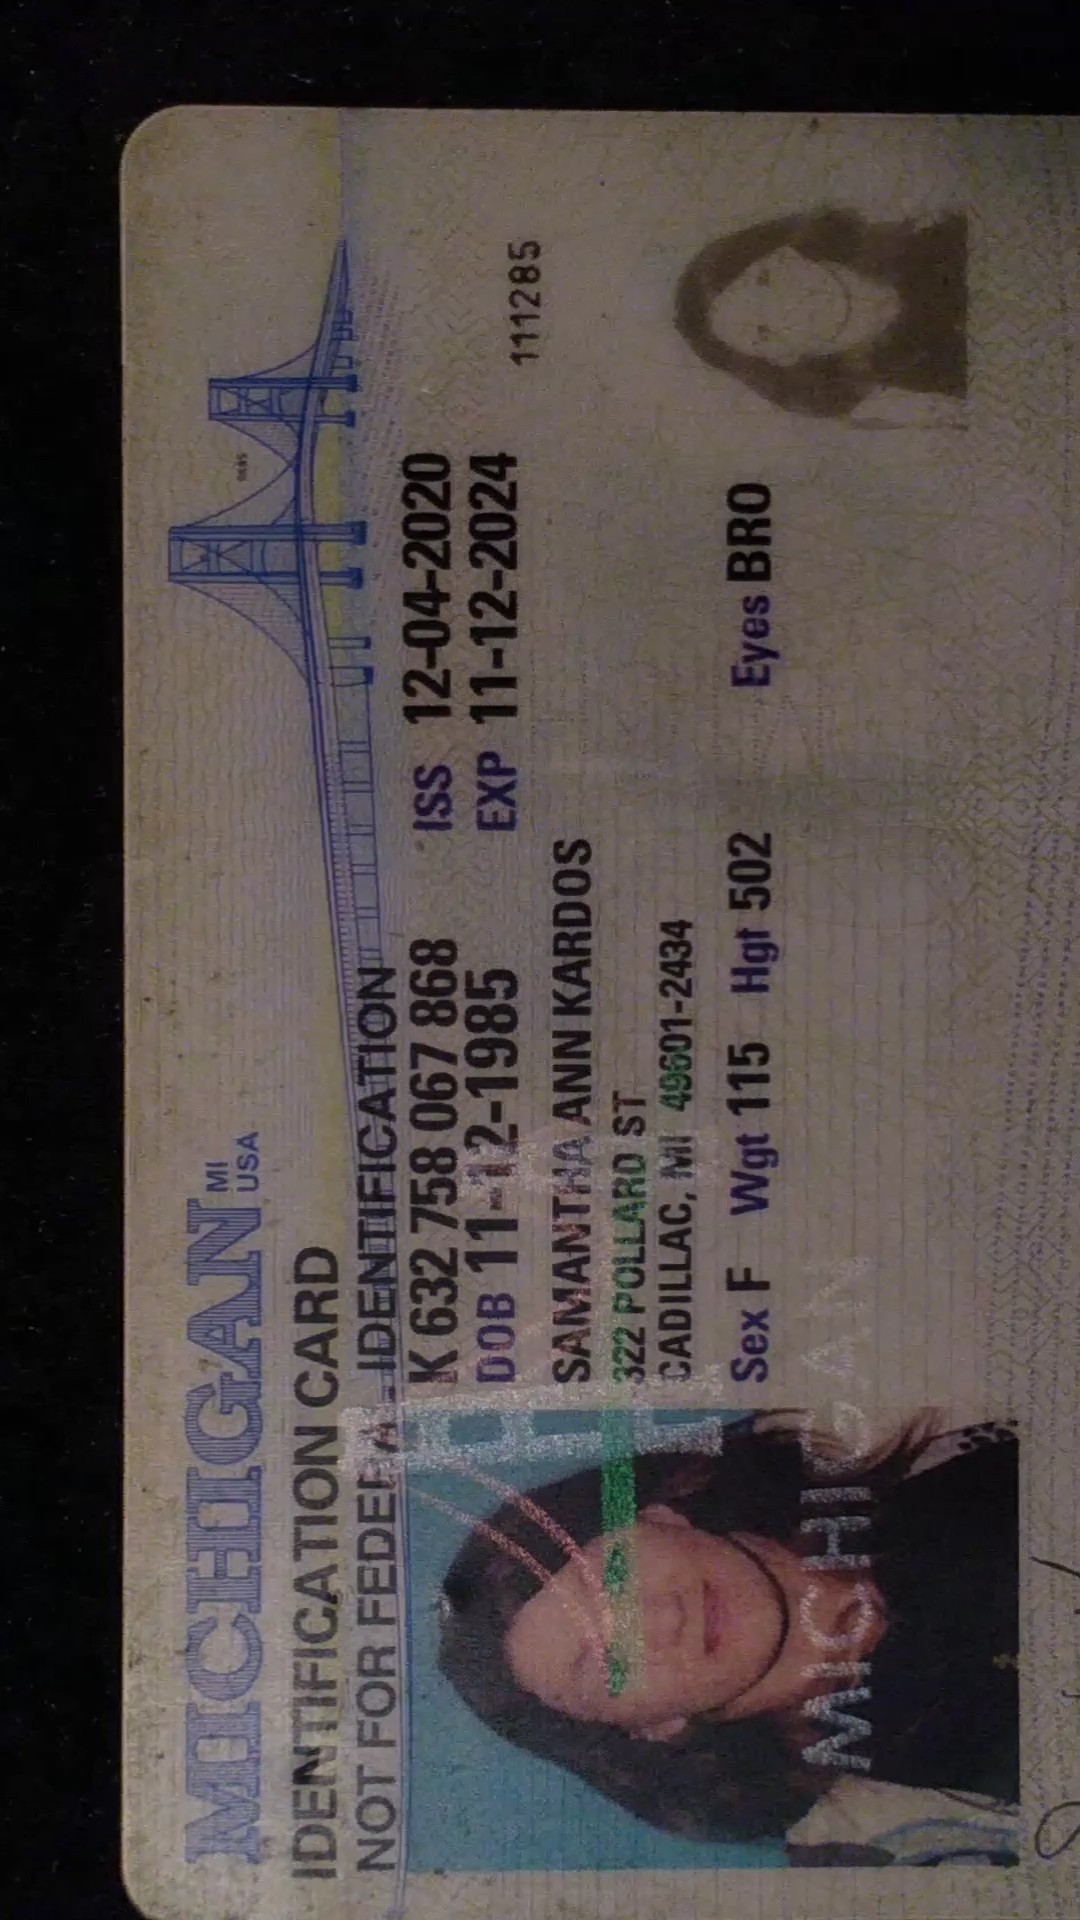 MICHIGAN MI
USA
IDENTIFICATION CARD
NOT FOR FEDERAL IDENTIFICATION
K 632 758 067 868 ISS 12-04-2020
DOB 11-12-1985 EXP 11-12-2024
111285
SAMANTHA ANN KARDOS
322 POLLARD ST
CADILLAC, MI 49601-2434
Sex F Wgt 115 Hgt 502 Eyes BRO
MICHIGAN